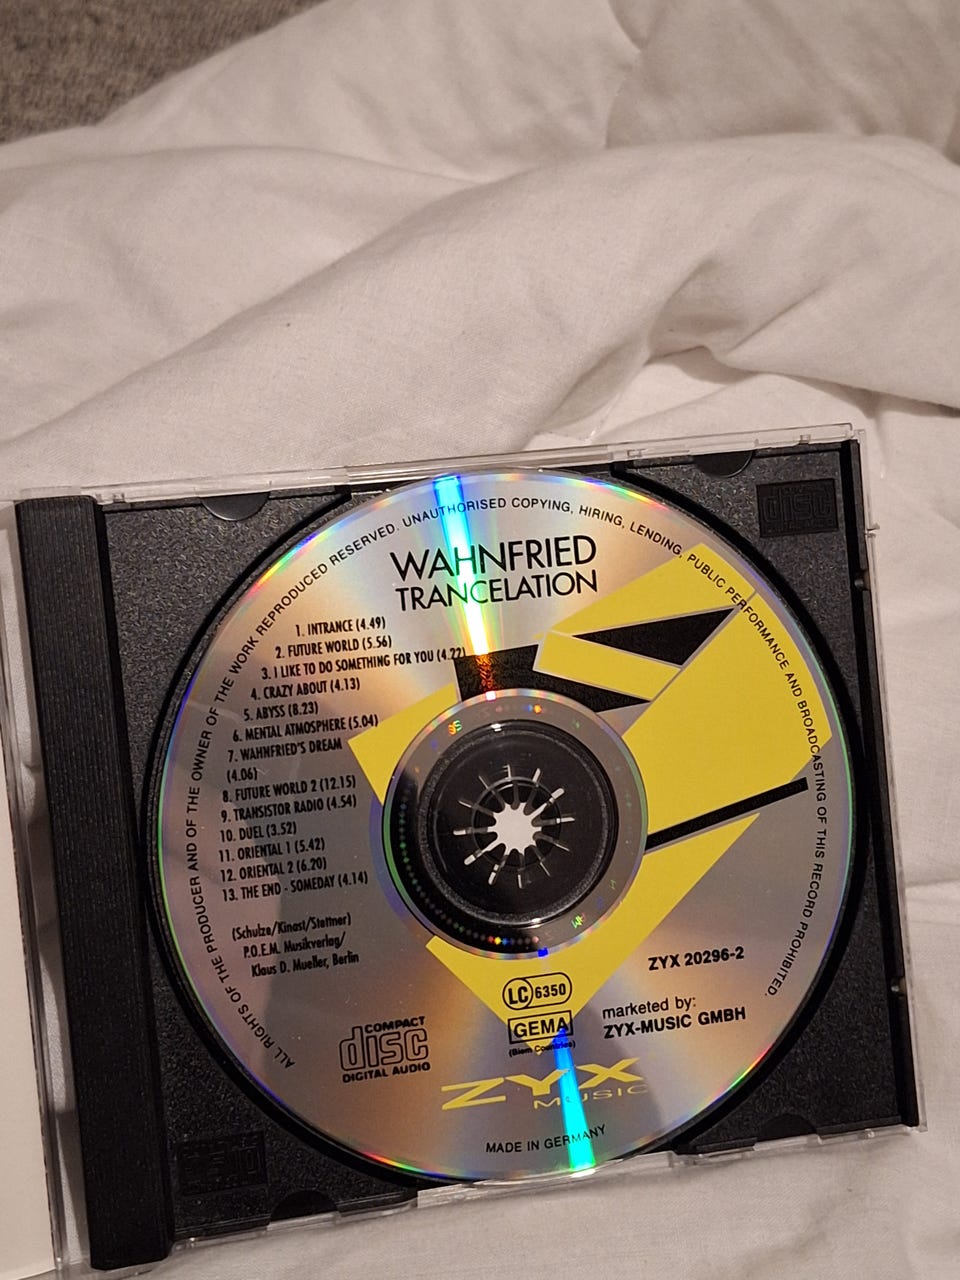 ALL RIGHTS OF THE PRODUCER AND OF THE OWNER OF THE WORK REPRODUCED RESERVED. UNAUTHORISED COPYING, HIRING, LENDING, PUBLIC PERFORMANCE AND BROADCASTING OF THIS RECORD PROHIBITED.
WAHNFRIED
TRANCELATION
1. INTRANCE (4.49)
2. FUTURE WORLD (5.56)
3. I LIKE TO DO SOMETHING FOR YOU (4.22)
4. CRAZY ABOUT (4.13)
5. ABYSS (8.23)
6. MENTAL ATMOSPHERE (5.04)
7. WAHNFRIED'S DREAM
(4.06)
8. FUTURE WORLD 2 (12.15)
9. TRANSISTOR RADIO (4.54)
10. DUEL (3.52)
11. ORIENTAL 1 (5.42)
12. ORIENTAL 2 (6.20)
13. THE END - SOMEDAY (4.14)
(Schulze/Kinast/Stettner)
P.O.E.M. Musikverlag/
Klaus D. Mueller, Berlin
ZYX 20296-2
LC 6350
GEMA
(Biem Countries)
marketed by:
ZYX-MUSIC GMBH
COMPACT
disc
DIGITAL AUDIO
ZYX
MUSIC
MADE IN GERMANY
disc